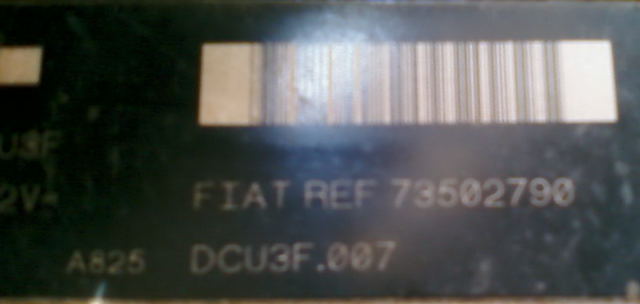 U3F
2V
FIAT REF 73502790
A825 DCU3F.007